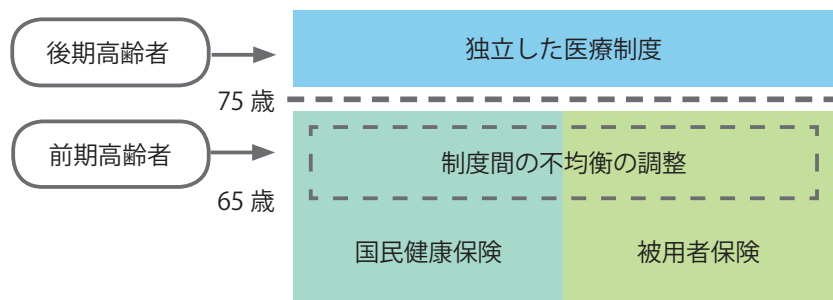 後期高齢者
独立した医療制度
75 歳
前期高齢者
制度間の不均衡の調整
65 歳
国民健康保険
被用者保険